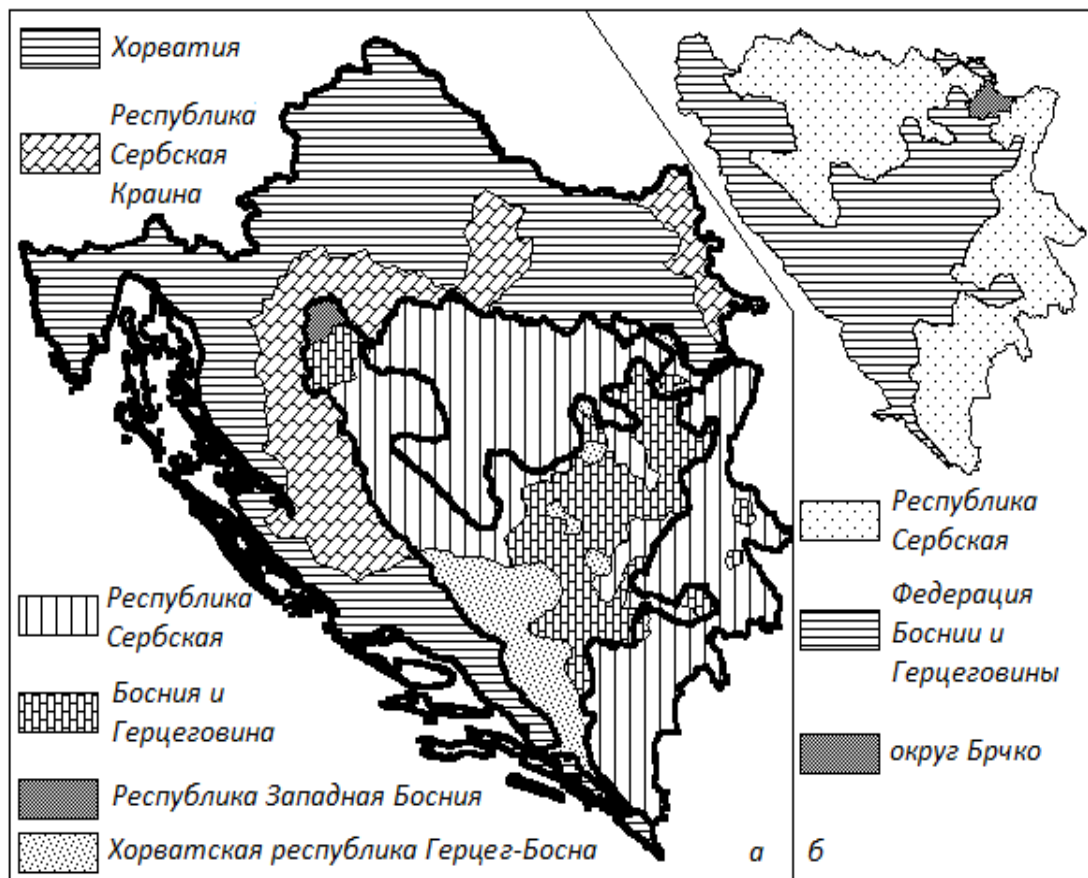 Хорватия
Республика
Сербская
Краина
Республика
Сербская
Босния и
Герцеговина
Республика Западная Босния
Хорватская республика Герцег-Босна
а
б
Республика
Сербская
Федерация
Боснии и
Герцеговины
округ Брчко